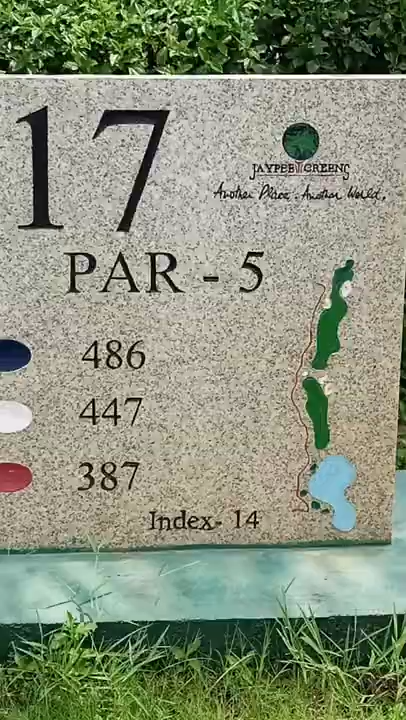 17
JAYPEE GREENS
Another Place. Another World.
PAR - 5
486
447
387
Index- 14